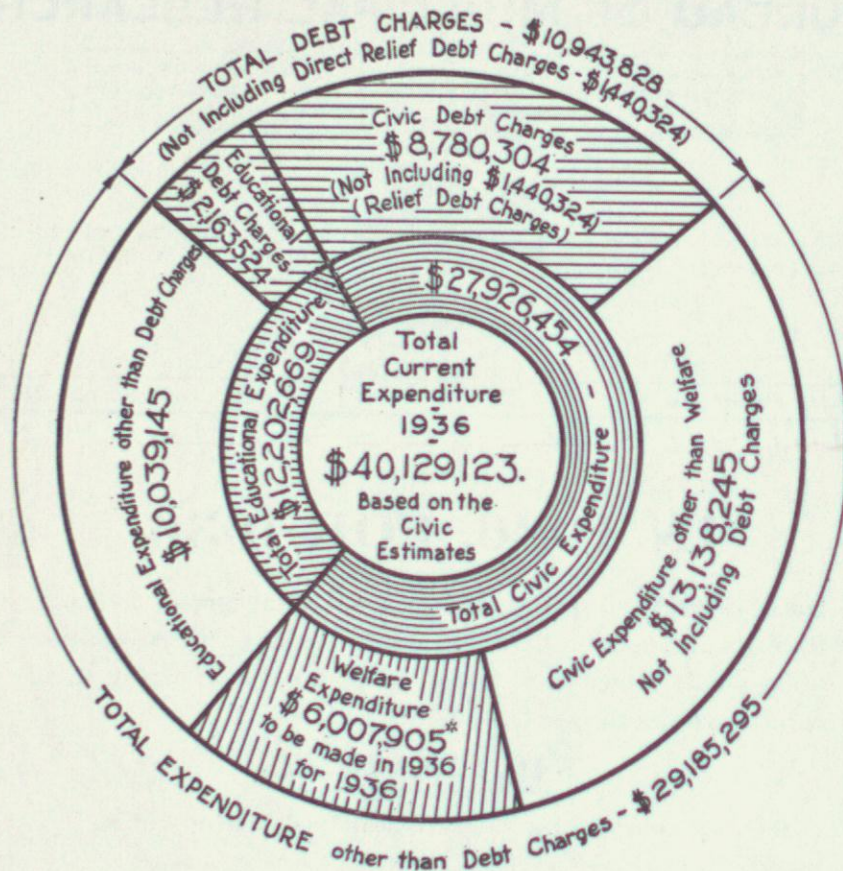 TOTAL DEBT CHARGES - $10,943,828
(Not Including Direct Relief Debt Charges - $1,440,324)
Civic Debt Charges
$8,780,304
(Not Including $1,440,324)
(Relief Debt Charges)
Educational
Debt Charges
$2,163524
$27,926,454 -
Total Civic Expenditure
Total Educational Expenditure
$12,202,669
Total
Current
Expenditure
-
1936
-
$40,129,123.
Based on the
Civic
Estimates
Educational Expenditure other than Debt Charges
$10,039,145
Civic Expenditure other than Welfare
$13,138,245
Not Including Debt Charges
Welfare
Expenditure
$6,007,905*
to be made in 1936
for 1936
TOTAL EXPENDITURE other than Debt Charges - $29,185,295